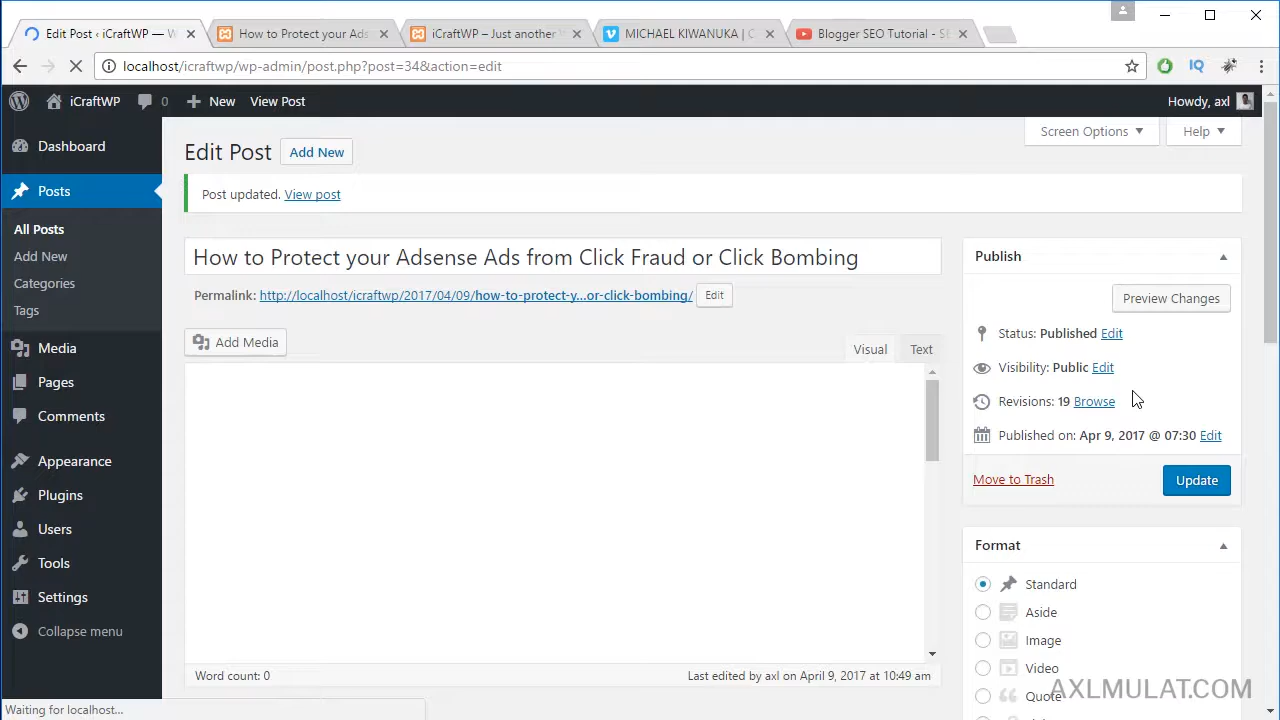 Edit Post ‹ iCraftWP — W
How to Protect your Ads
iCraftWP – Just another
MICHAEL KIWANUKA | C
Blogger SEO Tutorial - SE
localhost/icraftwp/wp-admin/post.php?post=34&action=edit
iCraftWP
0
New
View Post
Howdy, axl
Screen Options
Help
Dashboard
Posts
All Posts
Add New
Categories
Tags
Media
Pages
Comments
Appearance
Plugins
Users
Tools
Settings
Collapse menu
Edit Post
Add New
Post updated. View post
How to Protect your Adsense Ads from Click Fraud or Click Bombing
Permalink: http://localhost/icraftwp/2017/04/09/how-to-protect-y...or-click-bombing/
Edit
Add Media
Visual
Text
Word count: 0
Last edited by axl on April 9, 2017 at 10:49 am
Publish
Preview Changes
Status: Published Edit
Visibility: Public Edit
Revisions: 19 Browse
Published on: Apr 9, 2017 @ 07:30 Edit
Move to Trash
Update
Format
Standard
Aside
Image
Video
Quote
Waiting for localhost...
AXLMULAT.COM